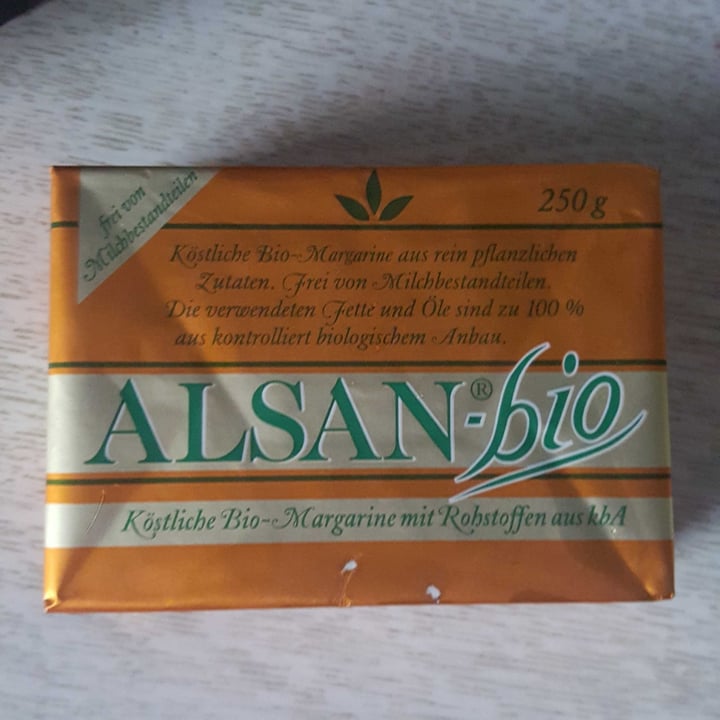 frei von
Milchbestandteilen
250 g
Köstliche Bio-Margarine aus rein pflanzlichen
Zutaten. Frei von Milchbestandteilen.
Die verwendeten Fette und Öle sind zu 100 %
aus kontrolliert biologischem Anbau.
ALSAN®-bio
Köstliche Bio-Margarine mit Rohstoffen aus kbA